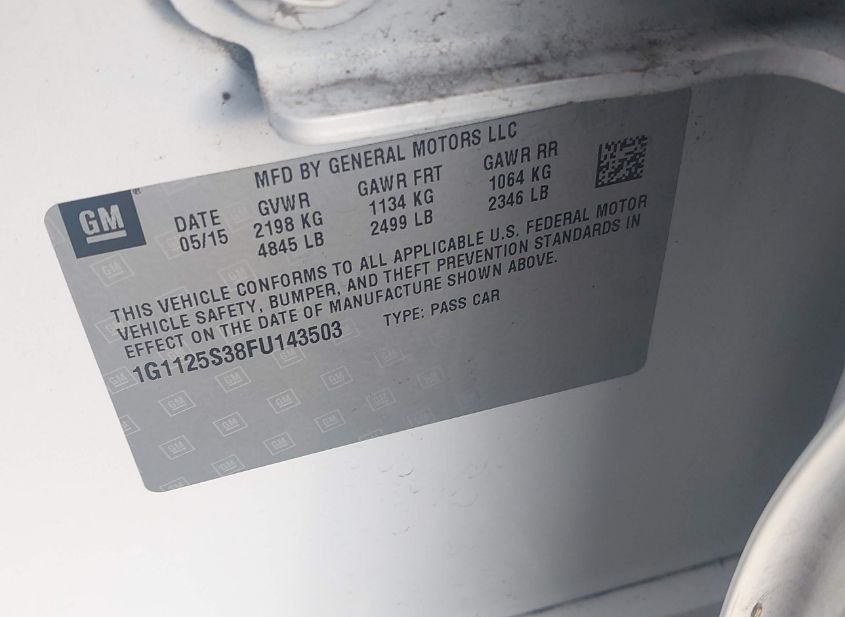 MFD BY GENERAL MOTORS LLC
GM
DATE GVWR GAWR FRT GAWR RR
05/15 2198 KG 1134 KG 1064 KG
4845 LB 2499 LB 2346 LB
THIS VEHICLE CONFORMS TO ALL APPLICABLE U.S. FEDERAL MOTOR
VEHICLE SAFETY, BUMPER, AND THEFT PREVENTION STANDARDS IN
EFFECT ON THE DATE OF MANUFACTURE SHOWN ABOVE.
1G1125S38FU143503 TYPE: PASS CAR